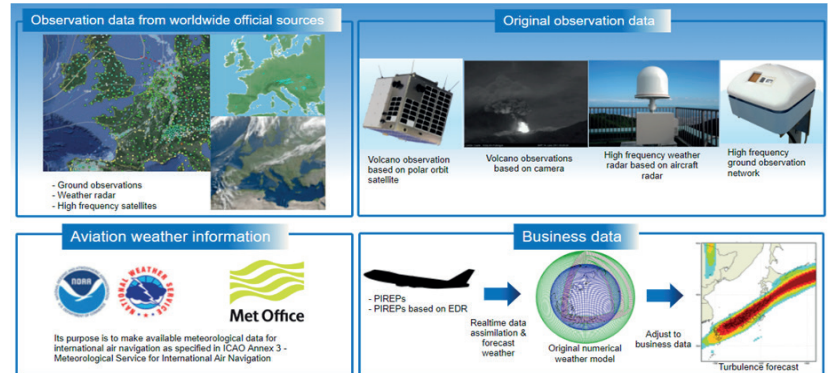 Observation data from worldwide official sources
- Ground observations
- Weather radar
- High frequency satellites
Original observation data
Volcano observation
based on polar orbit
satellite
Volcano observations
based on camera
High frequency weather
radar based on aircraft
radar
High frequency
ground observation
network
Aviation weather information
NOAA
NATIONAL WEATHER SERVICE
Met Office
Its purpose is to make available meteorological data for
international air navigation as specified in ICAO Annex 3 -
Meteorological Service for International Air Navigation
Business data
- PIREPs
- PIREPs based on EDR
Realtime data
assimilation &
forecast
weather
Original numerical
weather model
Adjust to
business data
Turbulence forecast